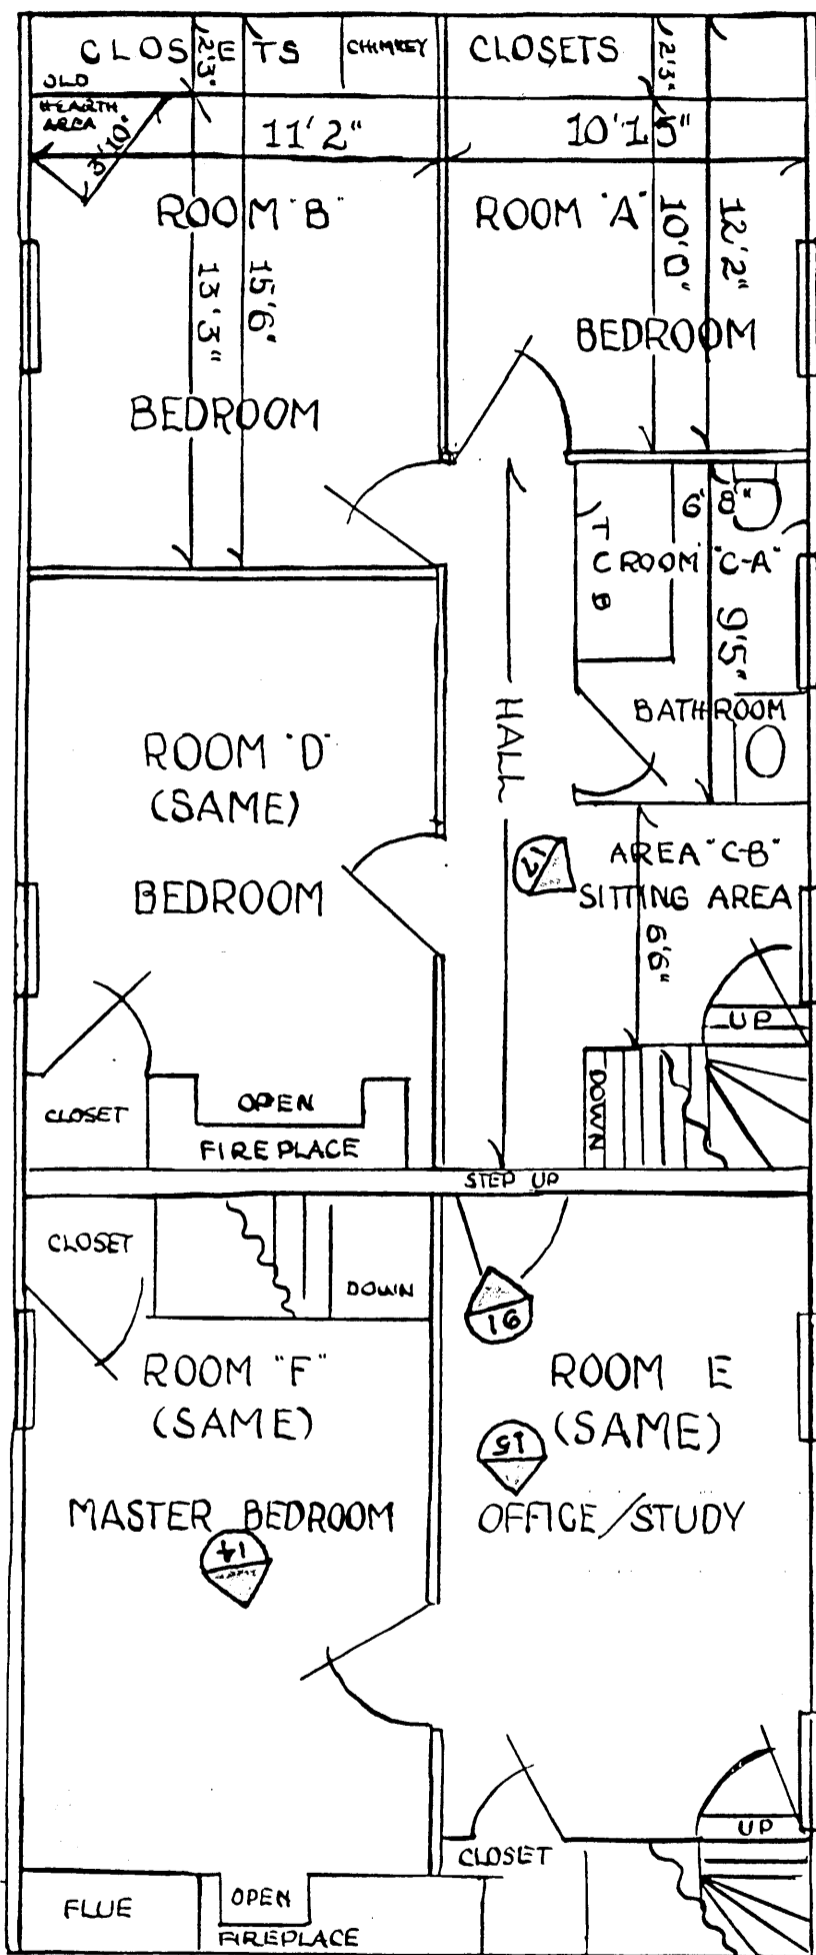 CLOSETS
2'3"
CHIMNEY
CLOSETS
2'3"
OLD
HEARTH
AREA
3'10"
11'2"
10'1.5"
ROOM "B"
ROOM "A"
13'3"
15'6"
10'0"
12'2"
BEDROOM
BEDROOM
6'8"
TCB
ROOM "C-A"
9'5"
BATHROOM
HALL
ROOM "D"
(SAME)
BEDROOM
17
AREA "C-B"
SITTING AREA
6'6"
UP
DOWN
CLOSET
OPEN
FIREPLACE
STEP UP
CLOSET
DOWN
16
ROOM "F"
(SAME)
ROOM E
(SAME)
15
MASTER BEDROOM
OFFICE/STUDY
14
UP
CLOSET
FLUE
OPEN
FIREPLACE